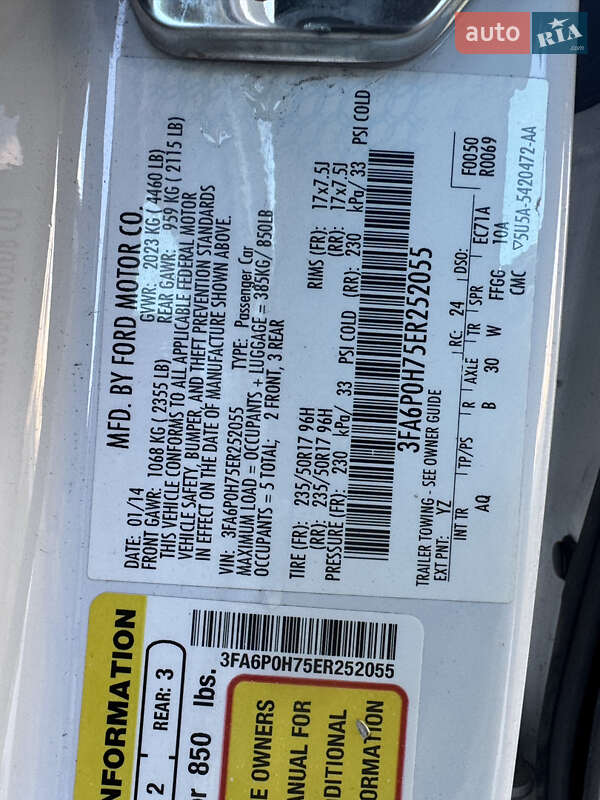 auto RIA.com
MFD. BY FORD MOTOR CO.
DATE: 01/14 GVWR: 2023 KG ( 4460 LB)
FRONT GAWR: 1068 KG ( 2355 LB) REAR GAWR: 959 KG ( 2115 LB)
THIS VEHICLE CONFORMS TO ALL APPLICABLE FEDERAL MOTOR
VEHICLE SAFETY, BUMPER, AND THEFT PREVENTION STANDARDS
IN EFFECT ON THE DATE OF MANUFACTURE SHOWN ABOVE.
VIN: 3FA6P0H75ER252055 TYPE: Passenger Car
MAXIMUM LOAD = OCCUPANTS + LUGGAGE = 385KG/ 850LB
OCCUPANTS = 5 TOTAL; 2 FRONT, 3 REAR
TIRE (FR): 235/50R17 96H RIMS (FR): 17x7.5J
(RR): 235/50R17 96H (RR): 17x7.5J
PRESSURE (FR): 230 kPa/ 33 PSI COLD (RR): 230 kPa/ 33 PSI COLD
3FA6P0H75ER252055
TRAILER TOWING - SEE OWNER GUIDE
EXT PNT: YZ RC: 24 DSO: F0050
R0069
INT TR TP/PS R AXLE TR SPR EC71A
AQ B 30 W FFGG 10A
CMC ▽5U5A-5420472-AA
3FA6P0H75ER252055
NFORMATION
2 REAR: 3
or 850 lbs.
E OWNERS
ANUAL FOR
DITIONAL
ORMATION